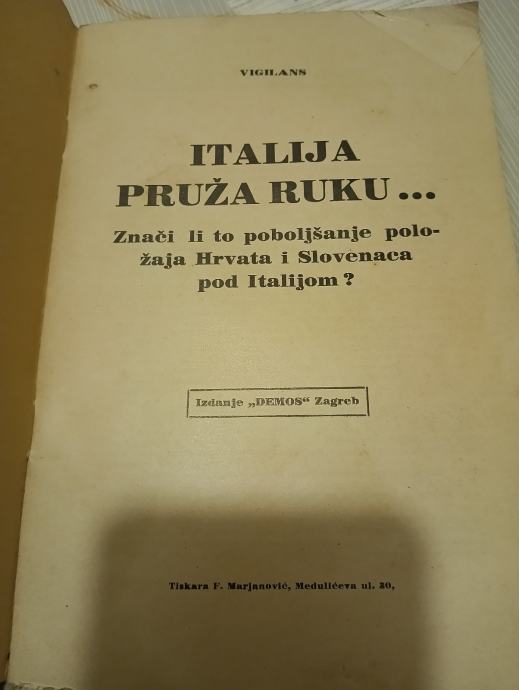 VIGILANS
ITALIJA
PRUŽA RUKU...
Znači li to poboljšanje polo-
žaja Hrvata i Slovenaca
pod Italijom?
Izdanje „DEMOS“ Zagreb
Tiskara F. Marjanović, Medulićeva ul. 20,